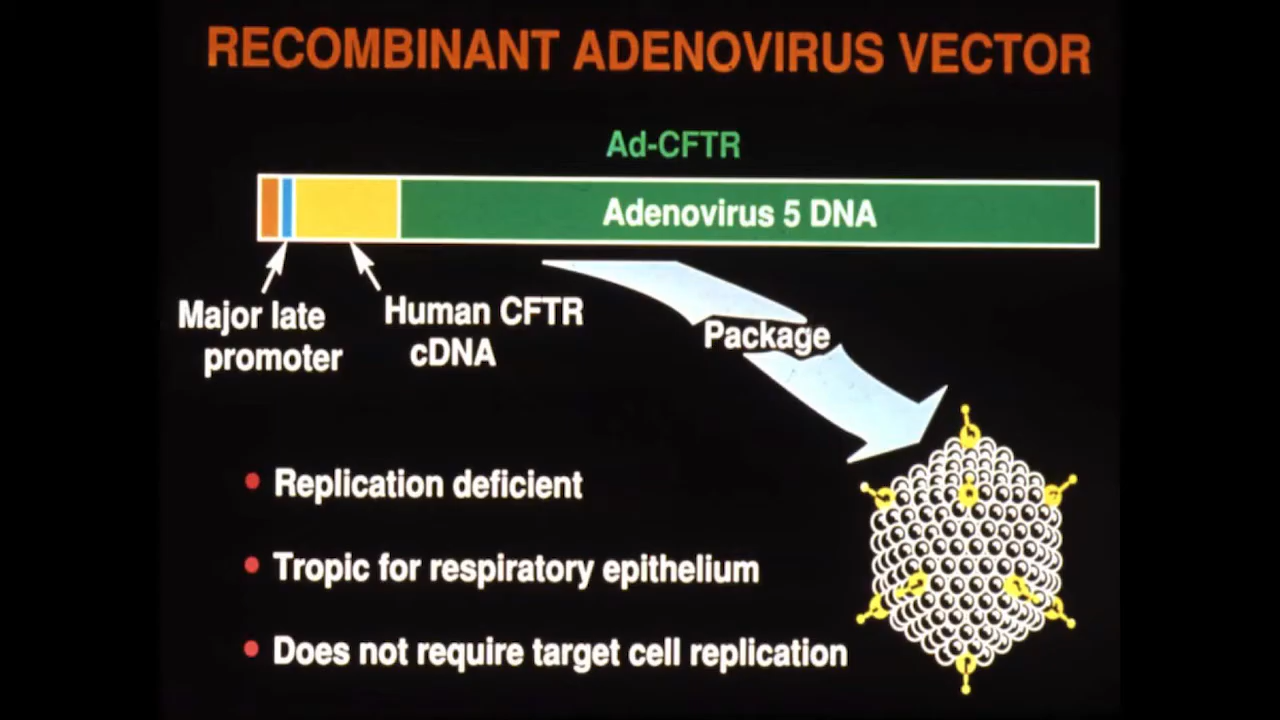 RECOMBINANT ADENOVIRUS VECTOR
Ad-CFTR
Adenovirus 5 DNA
Major late
promoter
Human CFTR
cDNA
Package
• Replication deficient
• Tropic for respiratory epithelium
• Does not require target cell replication